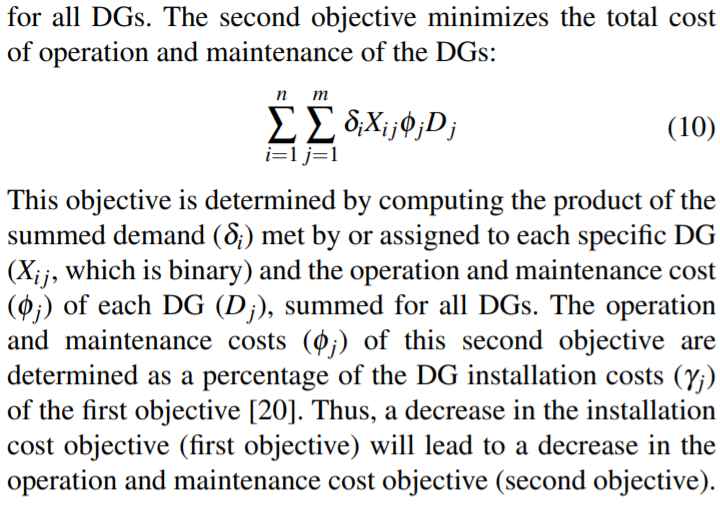 for all DGs. The second objective minimizes the total cost
of operation and maintenance of the DGs:
$\sum_{i=1}^{n} \sum_{j=1}^{m} \delta_i X_{ij} \phi_j D_j$ (10)
This objective is determined by computing the product of the
summed demand ($\delta_i$) met by or assigned to each specific DG
($X_{ij}$, which is binary) and the operation and maintenance cost
($\phi_j$) of each DG ($D_j$), summed for all DGs. The operation
and maintenance costs ($\phi_j$) of this second objective are
determined as a percentage of the DG installation costs ($\gamma_j$)
of the first objective [20]. Thus, a decrease in the installation
cost objective (first objective) will lead to a decrease in the
operation and maintenance cost objective (second objective).